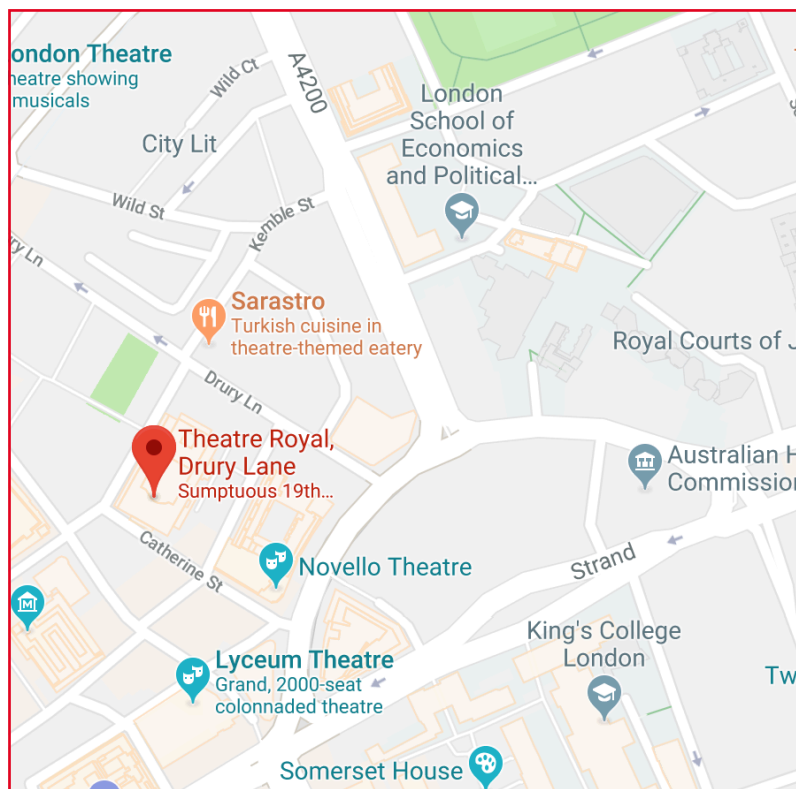 ondon Theatre
heatre showing
musicals
Wild Ct
A4200
London
School of
Economics
and Political...
City Lit
Wild St
Kemble St
ry Ln
Sarastro
Turkish cuisine in
theatre-themed eatery
Royal Courts of J
Drury Ln
Theatre Royal,
Drury Lane
Sumptuous 19th...
Australian H
Commission
Catherine St
Novello Theatre
Strand
M
King's College
London
Lyceum Theatre
Grand, 2000-seat
colonnaded theatre
Tw
Somerset House